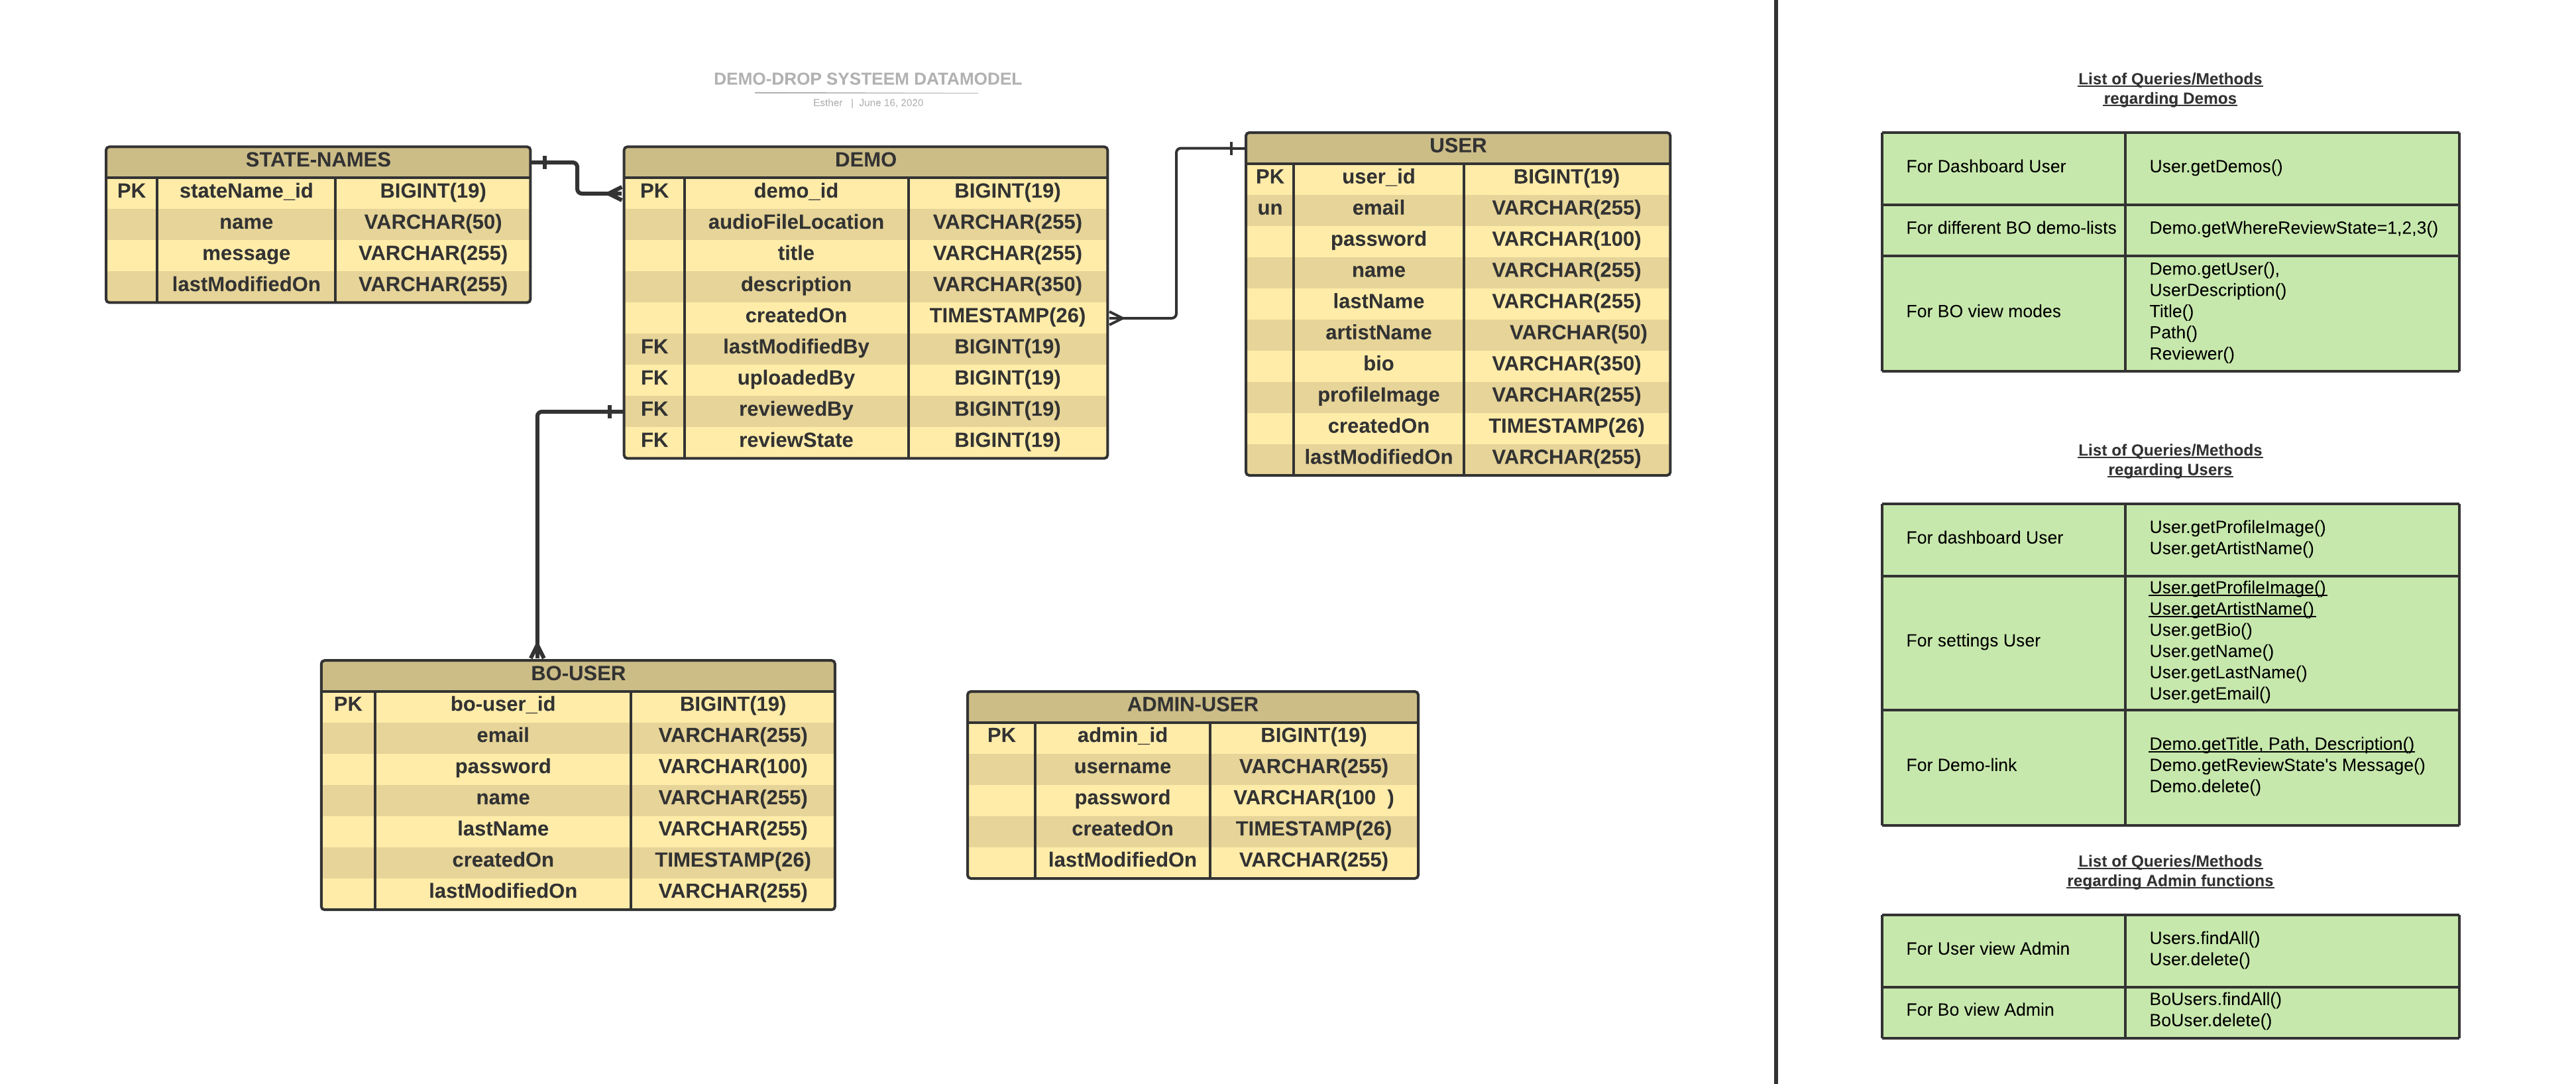 DEMO-DROP SYSTEEM DATAMODEL
Esther | June 16, 2020
STATE-NAMES
PK stateName_id BIGINT(19)
name VARCHAR(50)
message VARCHAR(255)
lastModifiedOn VARCHAR(255)
DEMO
PK demo_id BIGINT(19)
audioFileLocation VARCHAR(255)
title VARCHAR(255)
description VARCHAR(350)
createdOn TIMESTAMP(26)
FK lastModifiedBy BIGINT(19)
FK uploadedBy BIGINT(19)
FK reviewedBy BIGINT(19)
FK reviewState BIGINT(19)
USER
PK user_id BIGINT(19)
un email VARCHAR(255)
password VARCHAR(100)
name VARCHAR(255)
lastName VARCHAR(255)
artistName VARCHAR(50)
bio VARCHAR(350)
profileImage VARCHAR(255)
createdOn TIMESTAMP(26)
lastModifiedOn VARCHAR(255)
BO-USER
PK bo-user_id BIGINT(19)
email VARCHAR(255)
password VARCHAR(100)
name VARCHAR(255)
lastName VARCHAR(255)
createdOn TIMESTAMP(26)
lastModifiedOn VARCHAR(255)
ADMIN-USER
PK admin_id BIGINT(19)
username VARCHAR(255)
password VARCHAR(100 )
createdOn TIMESTAMP(26)
lastModifiedOn VARCHAR(255)
List of Queries/Methods
regarding Demos
For Dashboard User User.getDemos()
For different BO demo-lists Demo.getWhereReviewState=1,2,3()
For BO view modes
Demo.getUser(),
UserDescription()
Title()
Path()
Reviewer()
List of Queries/Methods
regarding Users
For dashboard User
User.getProfileImage()
User.getArtistName()
For settings User
User.getProfileImage()
User.getArtistName()
User.getBio()
User.getName()
User.getLastName()
User.getEmail()
For Demo-link
Demo.getTitle, Path, Description()
Demo.getReviewState's Message()
Demo.delete()
List of Queries/Methods
regarding Admin functions
For User view Admin
Users.findAll()
User.delete()
For Bo view Admin
BoUsers.findAll()
BoUser.delete()